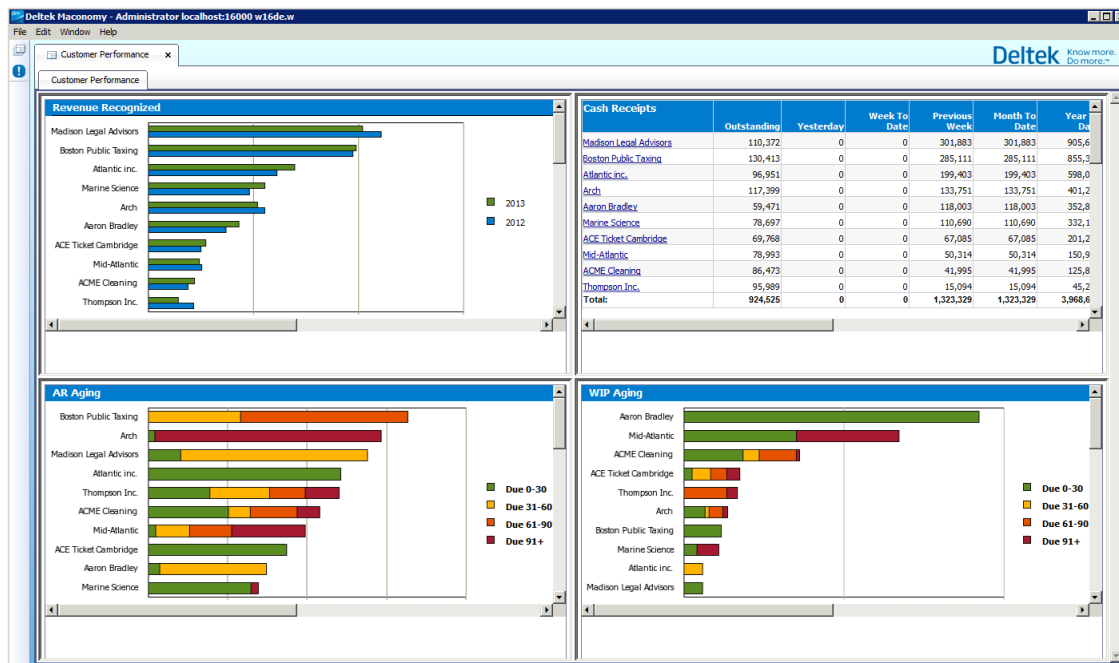 Deltek Maconomy - Administrator localhost:16000 w16de.w
File Edit Window Help
Customer Performance x
Deltek Know more. Do more.™
Customer Performance
Revenue Recognized
Madison Legal Advisors
Boston Public Taxing
Atlantic inc.
Marine Science
Arch
Aaron Bradley
ACE Ticket Cambridge
Mid-Atlantic
ACME Cleaning
Thompson Inc.
2013
2012
Cash Receipts
Outstanding Yesterday Week To Date Previous Week Month To Date Year Da
Madison Legal Advisors 110,372 0 0 301,883 301,883 905,6
Boston Public Taxing 130,413 0 0 285,111 285,111 855,3
Atlantic inc. 96,951 0 0 199,403 199,403 598,0
Arch 117,399 0 0 133,751 133,751 401,2
Aaron Bradley 59,471 0 0 118,003 118,003 352,8
Marine Science 78,697 0 0 110,690 110,690 332,1
ACE Ticket Cambridge 69,768 0 0 67,085 67,085 201,2
Mid-Atlantic 78,993 0 0 50,314 50,314 150,9
ACME Cleaning 86,473 0 0 41,995 41,995 125,8
Thompson Inc. 95,989 0 0 15,094 15,094 45,2
Total: 924,525 0 0 1,323,329 1,323,329 3,968,6
AR Aging
Boston Public Taxing
Arch
Madison Legal Advisors
Atlantic inc.
Thompson Inc.
ACME Cleaning
Mid-Atlantic
ACE Ticket Cambridge
Aaron Bradley
Marine Science
Due 0-30
Due 31-60
Due 61-90
Due 91+
WIP Aging
Aaron Bradley
Mid-Atlantic
ACME Cleaning
ACE Ticket Cambridge
Thompson Inc.
Arch
Boston Public Taxing
Marine Science
Atlantic inc.
Madison Legal Advisors
Due 0-30
Due 31-60
Due 61-90
Due 91+